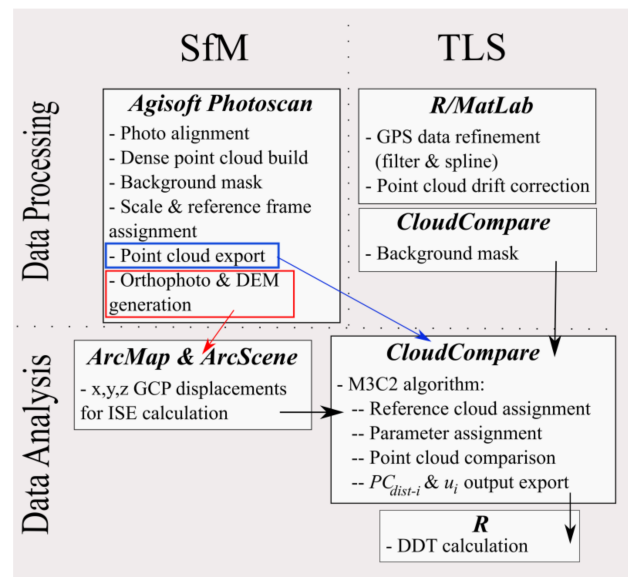 SfM
TLS
Data Processing
Agisoft Photoscan
- Photo alignment
- Dense point cloud build
- Background mask
- Scale & reference frame
assignment
- Point cloud export
- Orthophoto & DEM
generation
R/MatLab
- GPS data refinement
(filter & spline)
- Point cloud drift correction
CloudCompare
- Background mask
Data Analysis
ArcMap & ArcScene
- x,y,z GCP displacements
for ISE calculation
CloudCompare
- M3C2 algorithm:
-- Reference cloud assignment
-- Parameter assignment
-- Point cloud comparison
-- PCdist-i & ui output export
R
- DDT calculation